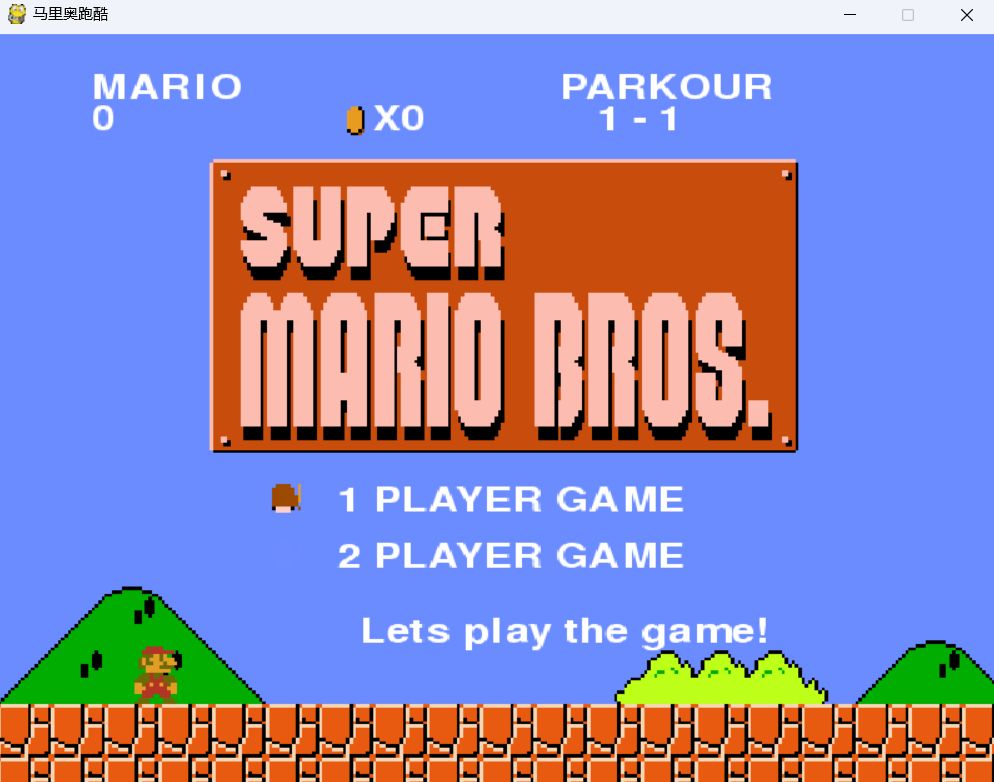 马里奥跑酷
MARIO
PARKOUR
0
X0
1 - 1
SUPER
MARIO BROS.
1 PLAYER GAME
2 PLAYER GAME
Lets play the game!